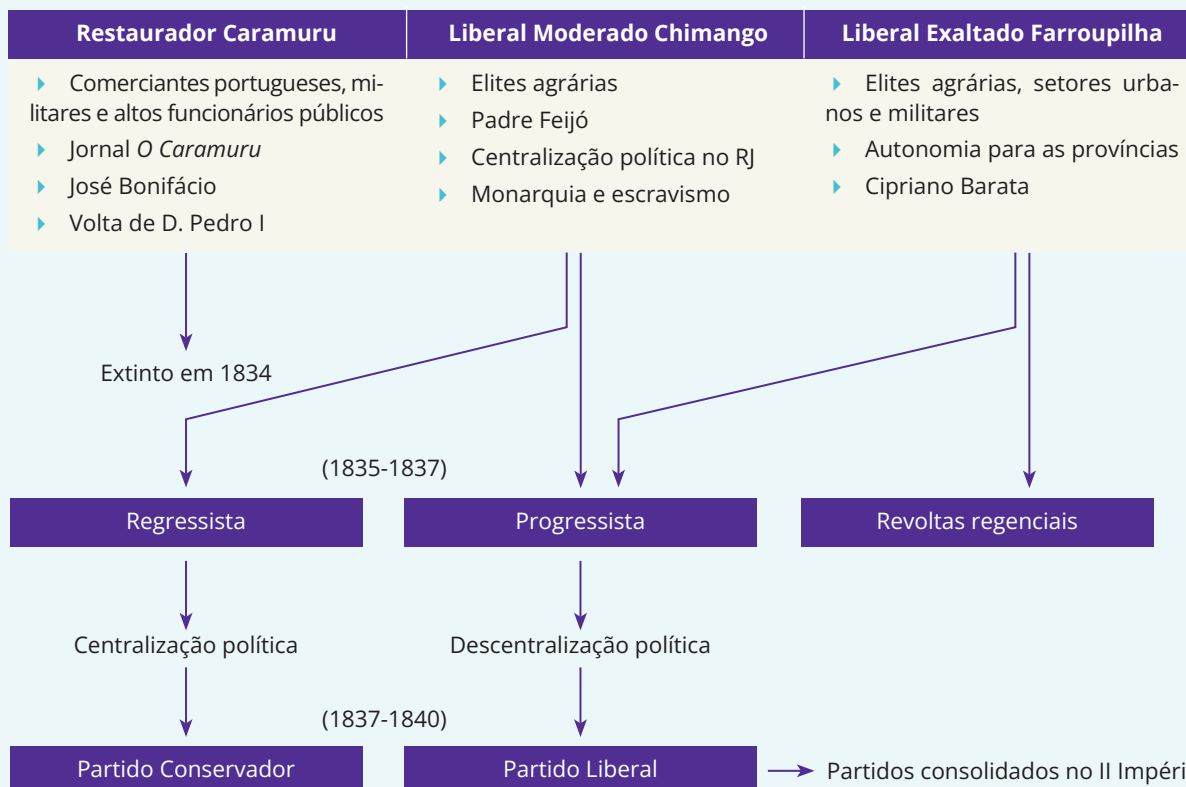 Restaurador Caramuru
Liberal Moderado Chimango
Liberal Exaltado Farroupilha
Comerciantes portugueses, mi-
litares e altos funcionários públicos
Jornal O Caramuru
José Bonifácio
Volta de D. Pedro I
Elites agrárias
Padre Feijó
Centralização política no RJ
Monarquia e escravismo
Elites agrárias, setores urba-
nos e militares
Autonomia para as províncias
Cipriano Barata
Extinto em 1834
(1835-1837)
Regressista
Progressista
Revoltas regenciais
Centralização política
Descentralização política
(1837-1840)
Partido Conservador
Partido Liberal
Partidos consolidados no II Impéri